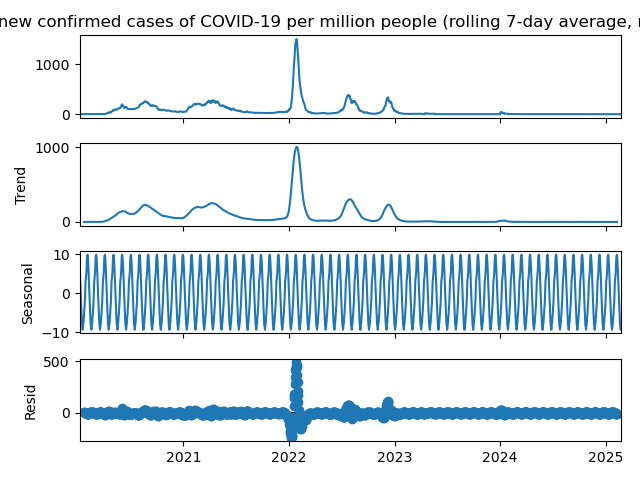 new confirmed cases of COVID-19 per million people (rolling 7-day average,
1000
0
Trend
1000
0
Seasonal
10
0
−10
Resid
500
0
2021 2022 2023 2024 2025